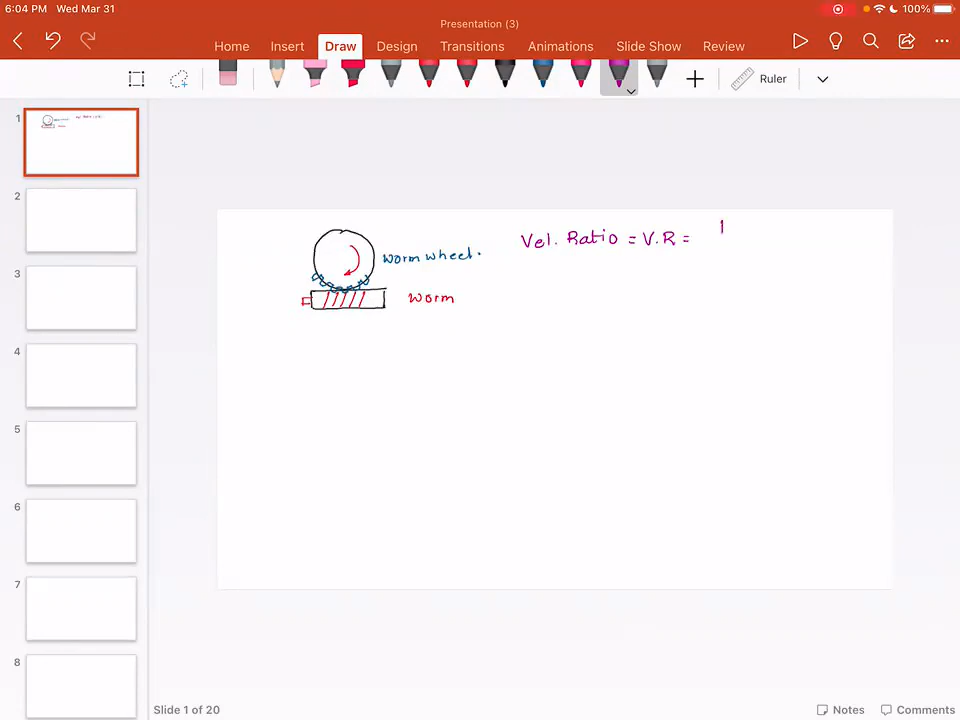 6:04 PM Wed Mar 31
100%
Presentation (3)
Home Insert Draw Design Transitions Animations Slide Show Review
Ruler
1
2
3
4
5
6
7
8
Vel. Ratio = V.R =
worm wheel.
worm
Slide 1 of 20
Notes Comments